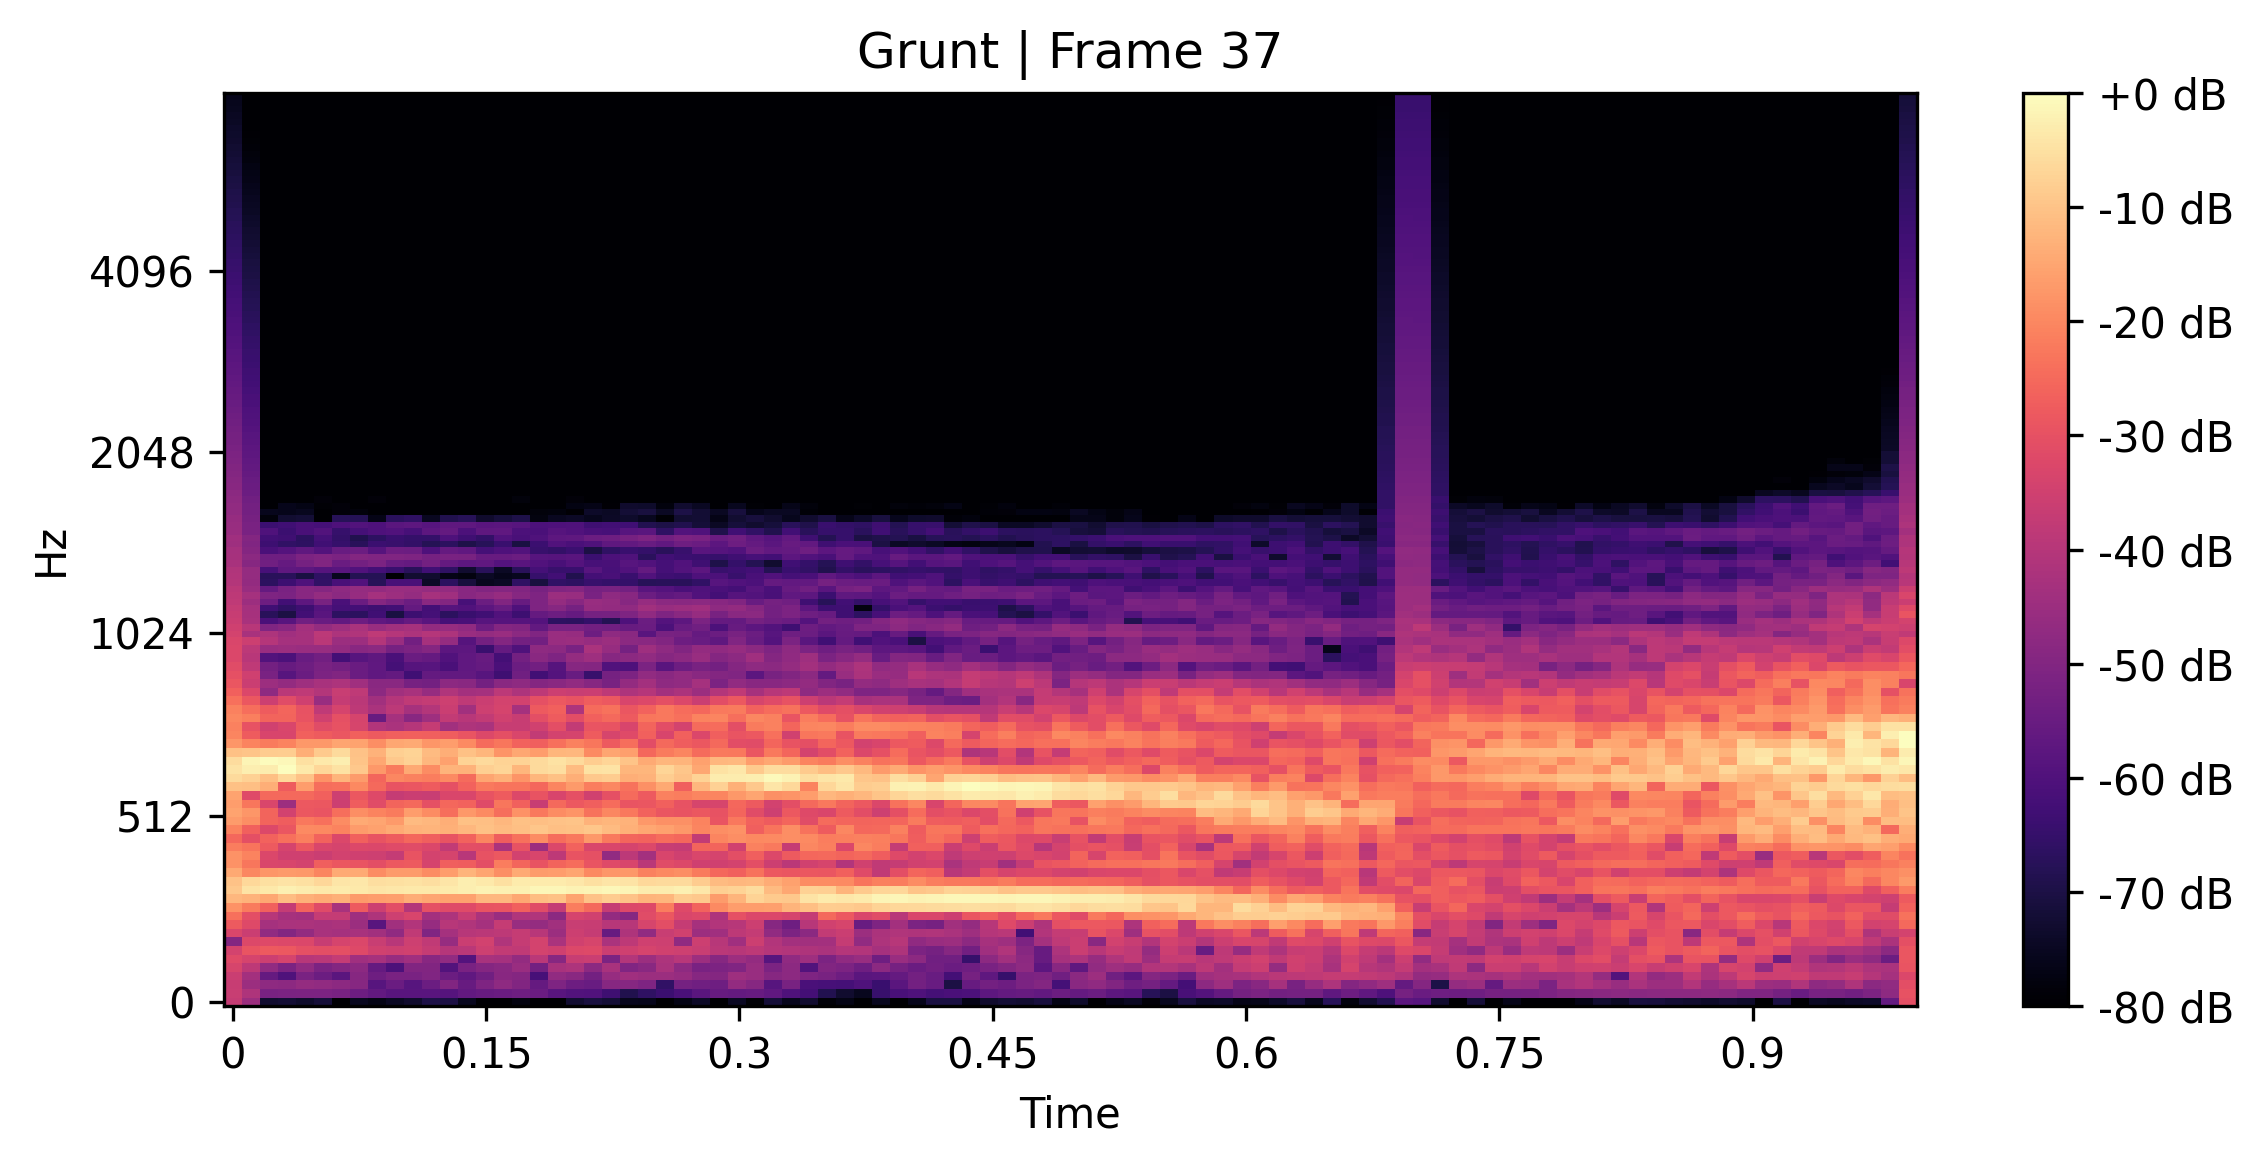 Grunt | Frame 37
+0 dB
-10 dB
-20 dB
-30 dB
-40 dB
-50 dB
-60 dB
-70 dB
-80 dB
Hz
4096
2048
1024
512
0
0 0.15 0.3 0.45 0.6 0.75 0.9
Time